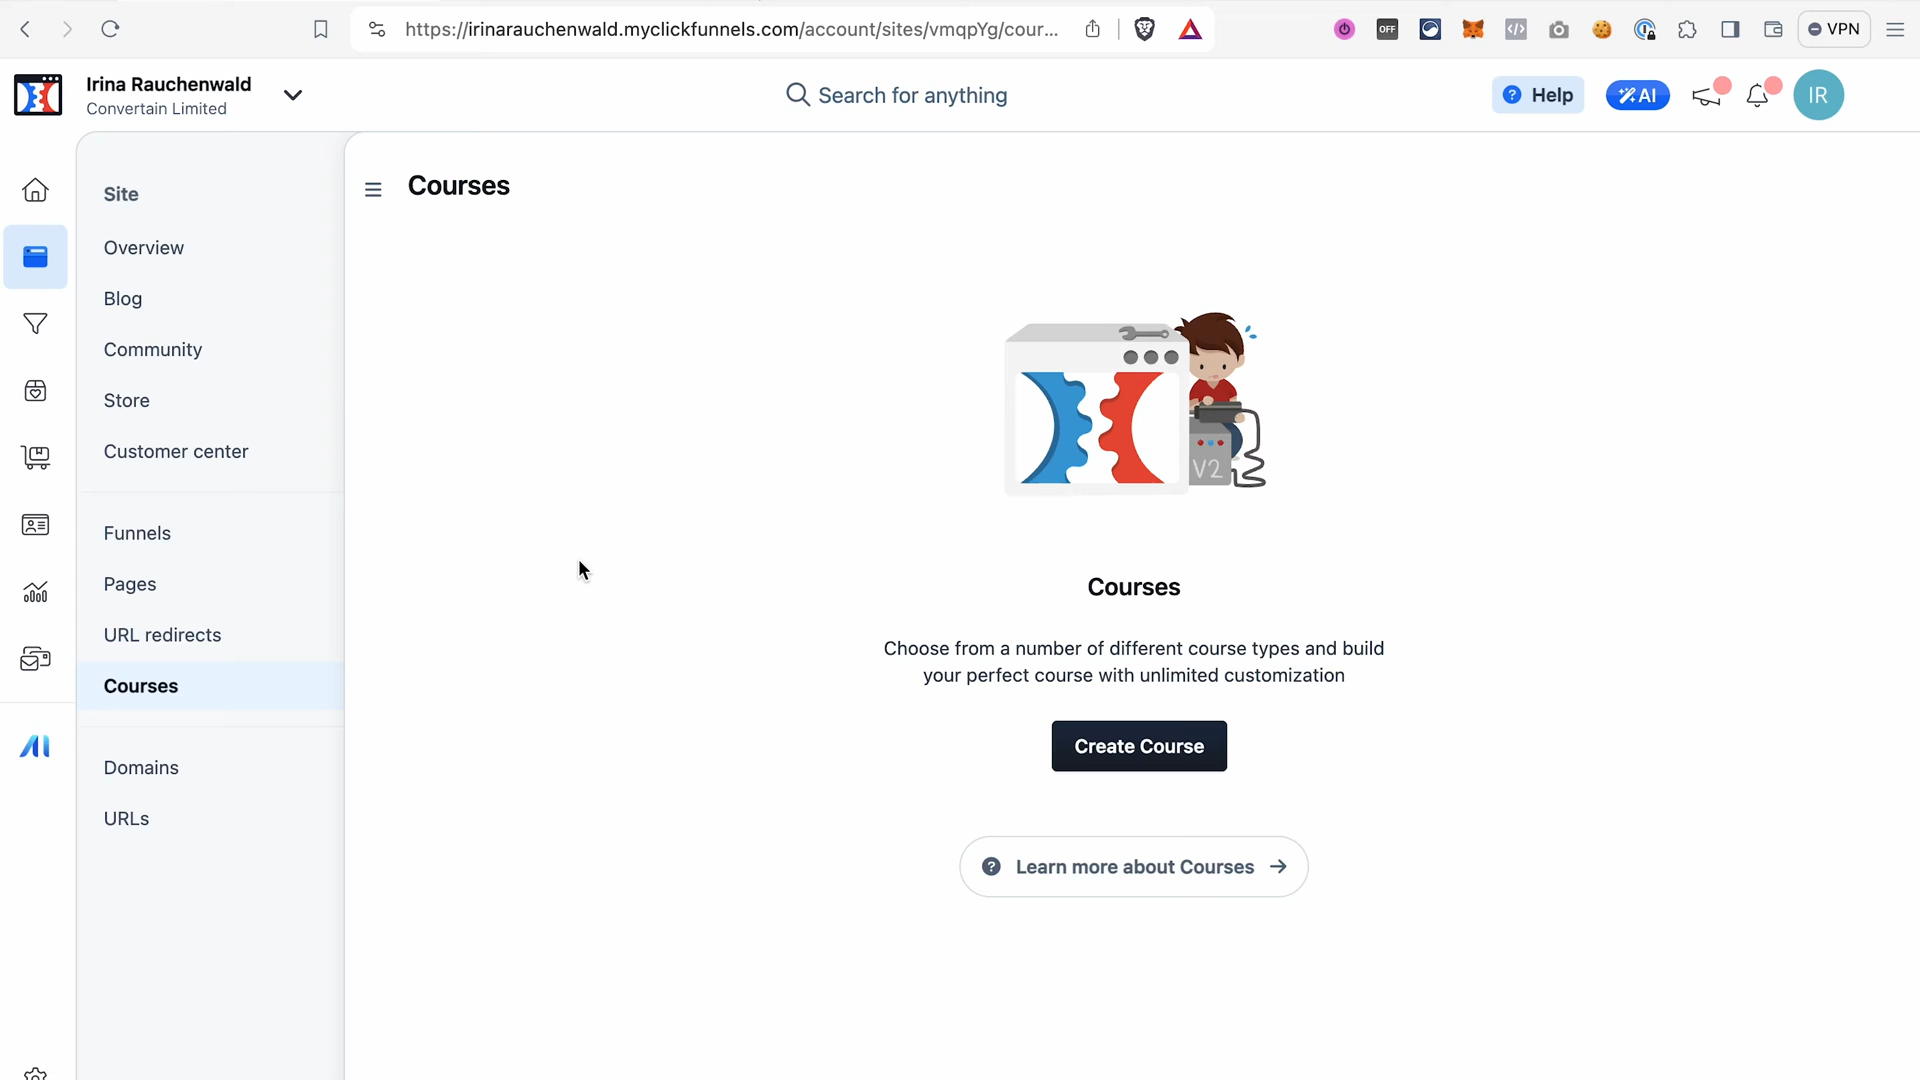 https://irinarauchenwald.myclickfunnels.com/account/sites/vmqpYg/cour...
OFF
VPN
Irina Rauchenwald
Convertain Limited
Search for anything
Help
AI
IR
Site
Overview
Blog
Community
Store
Customer center
Funnels
Pages
URL redirects
Courses
Domains
URLs
Courses
V2
Courses
Choose from a number of different course types and build
your perfect course with unlimited customization
Create Course
Learn more about Courses